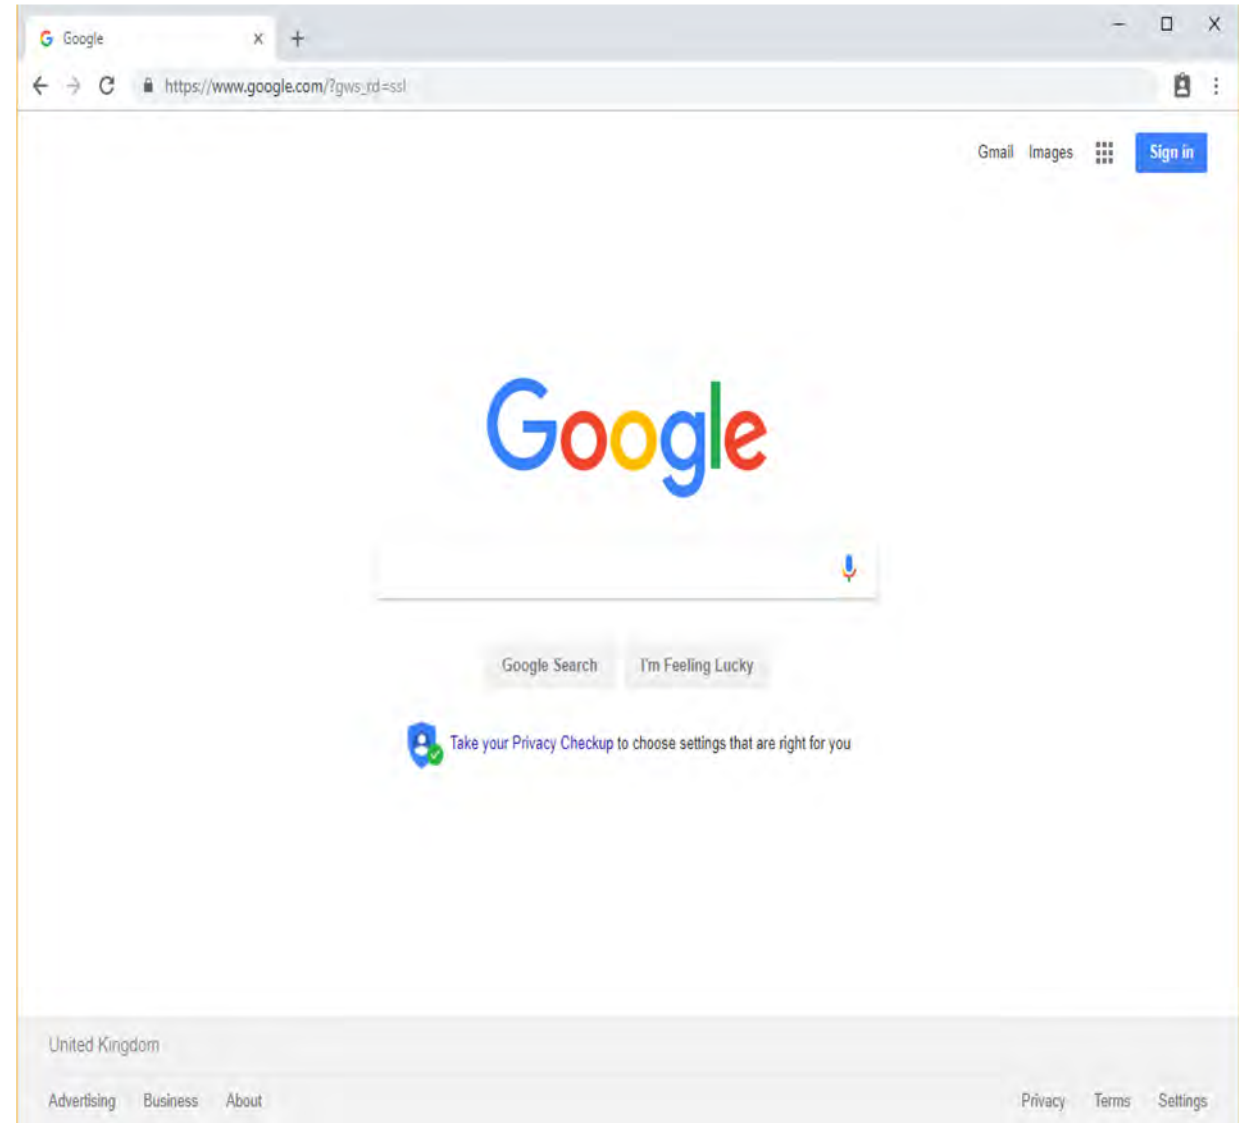 Google
https://www.google.com/?gws_rd=ssl
Gmail Images Sign in
Google
Google Search I'm Feeling Lucky
Take your Privacy Checkup to choose settings that are right for you
United Kingdom
Advertising Business About Privacy Terms Settings